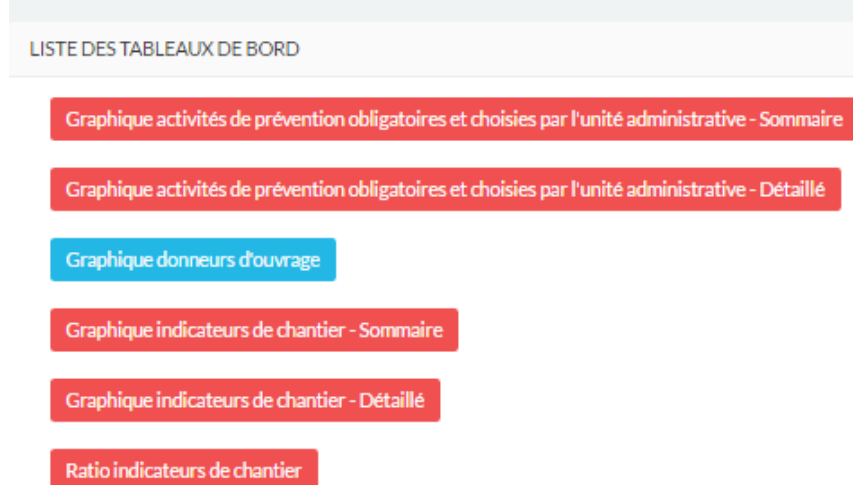 LISTE DES TABLEAUX DE BORD
Graphique activités de prévention obligatoires et choisies par l'unité administrative - Sommaire
Graphique activités de prévention obligatoires et choisies par l'unité administrative - Détaillé
Graphique donneurs d'ouvrage
Graphique indicateurs de chantier - Sommaire
Graphique indicateurs de chantier - Détaillé
Ratio indicateurs de chantier